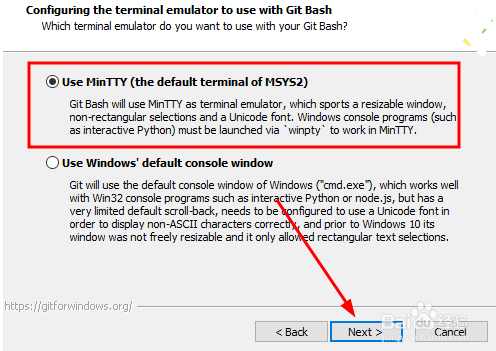 Configuring the terminal emulator to use with Git Bash
Which terminal emulator do you want to use with your Git Bash?
Use MinTTY (the default terminal of MSYS2)
Git Bash will use MinTTY as terminal emulator, which sports a resizable window,
non-rectangular selections and a Unicode font. Windows console programs (such
as interactive Python) must be launched via `winpty` to work in MinTTY.
Use Windows' default console window
Git will use the default console window of Windows ("cmd.exe"), which works well
with Win32 console programs such as interactive Python or node.js, but has a
very limited default scroll-back, needs to be configured to use a Unicode font in
order to display non-ASCII characters correctly, and prior to Windows 10 its
window was not freely resizable and it only allowed rectangular text selections.
https://gitforwindows.org/
< Back
Next >
Cancel